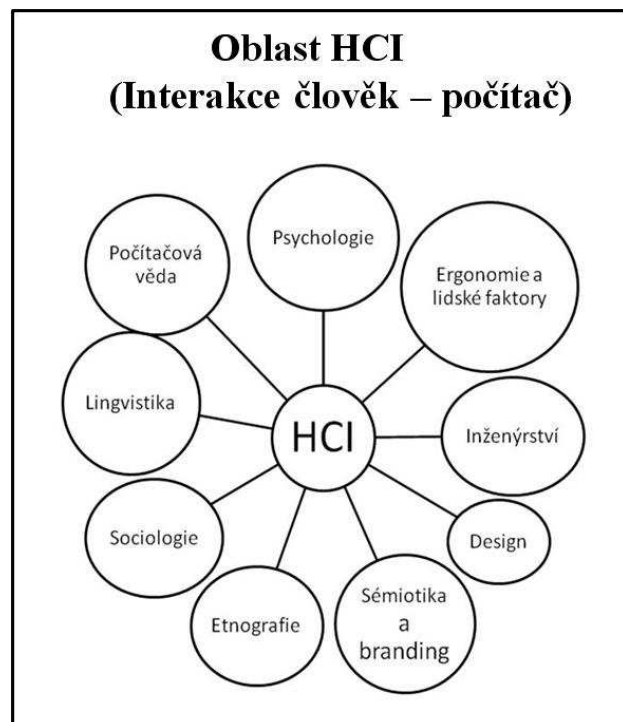 Oblast HCI
(Interakce člověk – počítač)
Psychologie
Počítačová
věda
Ergonomie a
lidské faktory
Lingvistika
HCI
Inženýrství
Sociologie
Design
Etnografie
Sémiotika
a
branding